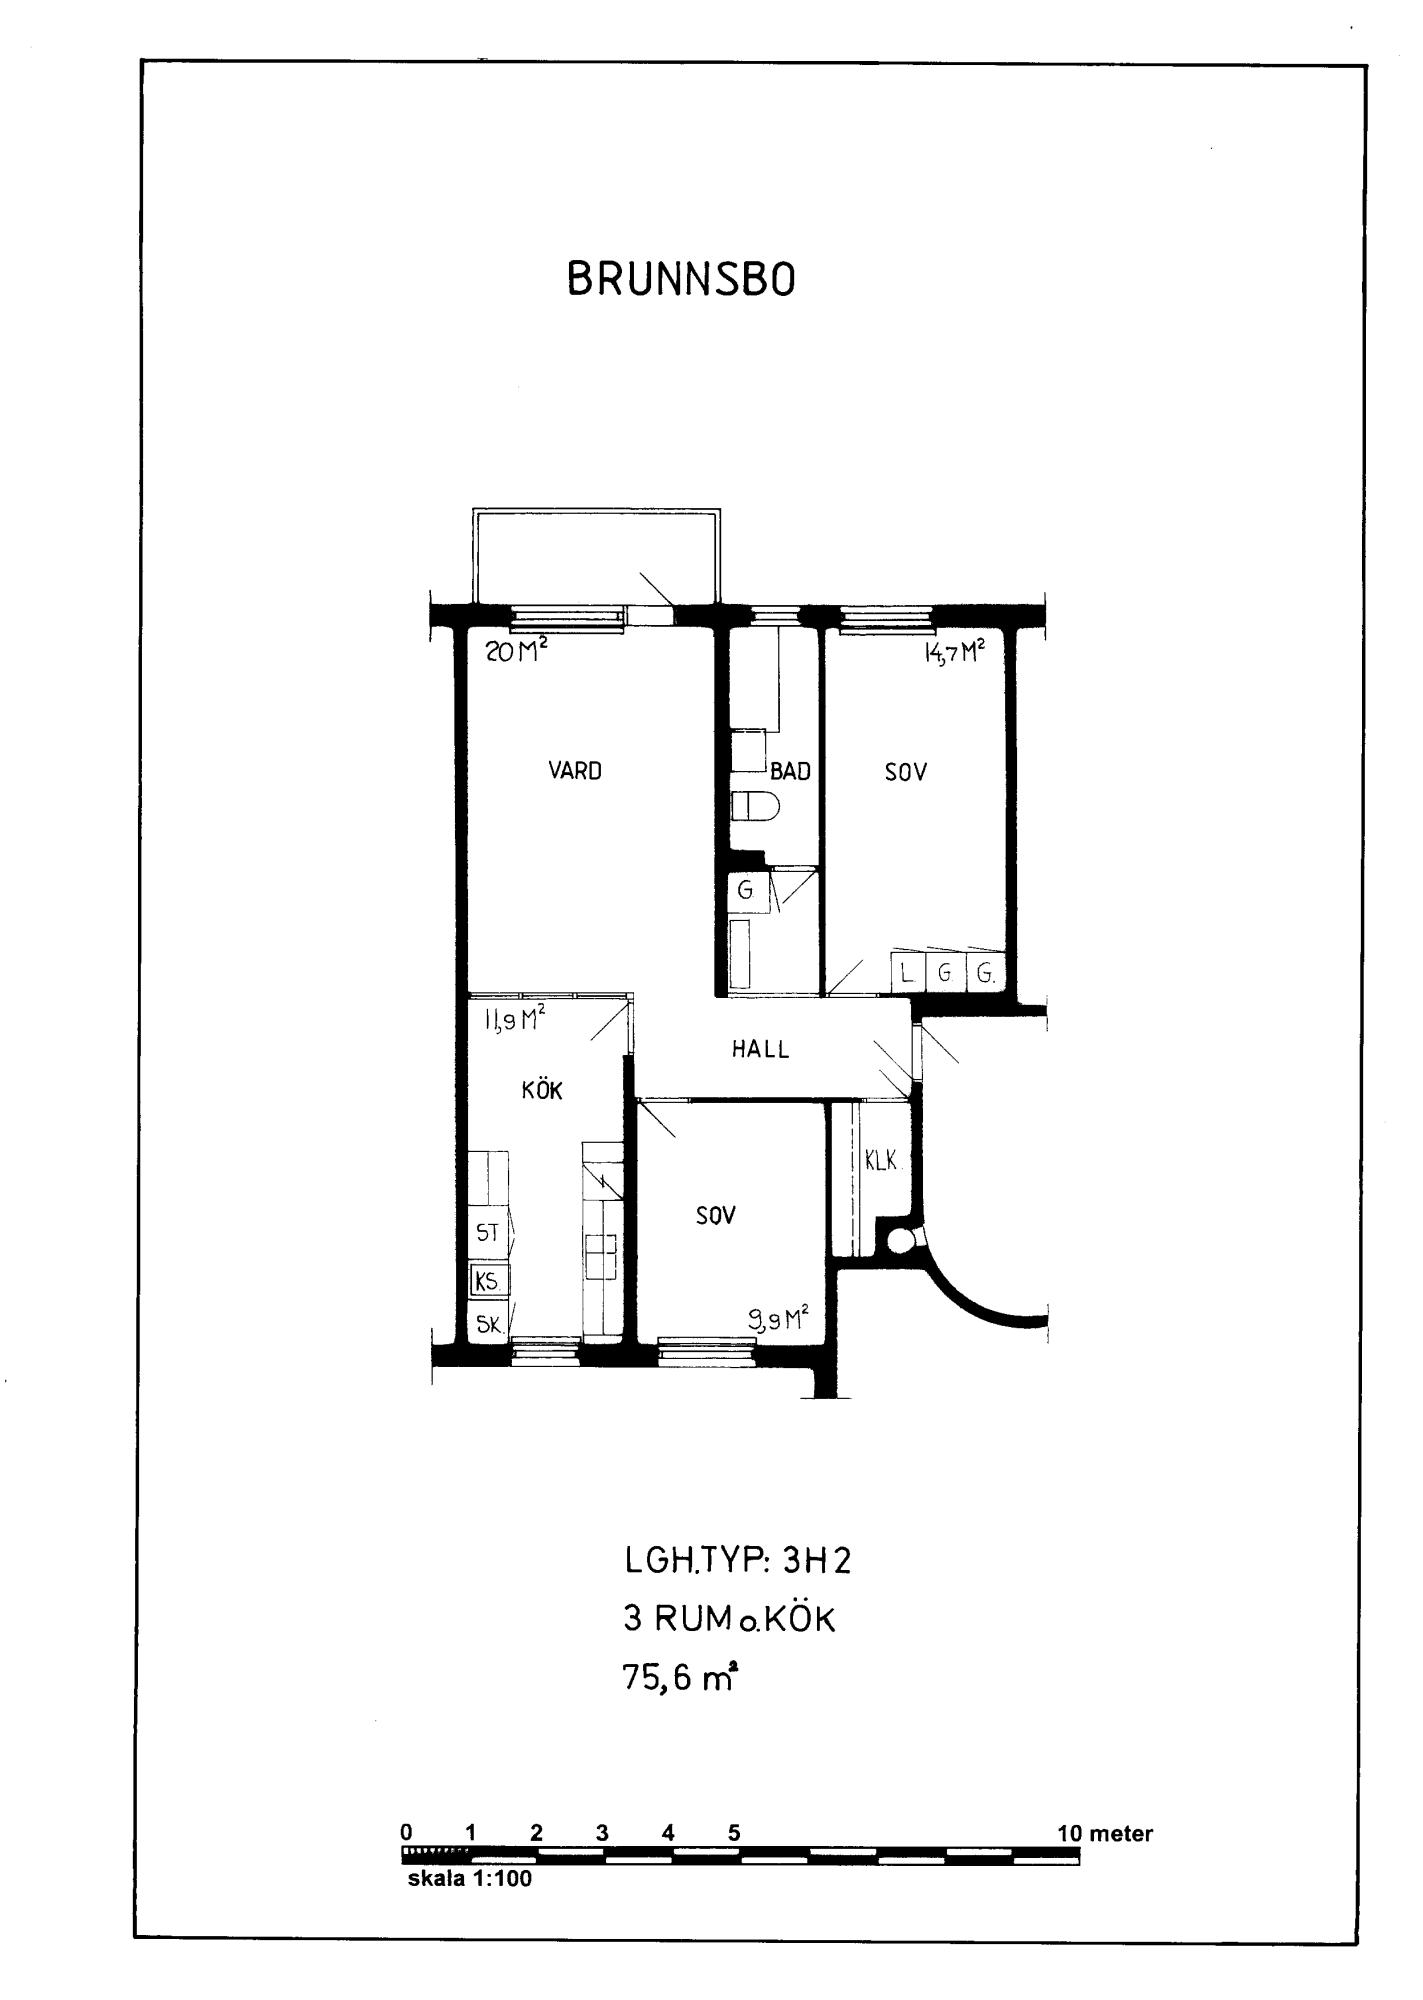 BRUNNSBO
20 M²
14,7 M²
VARD
BAD
SOV
G
L
G
G.
11,9 M²
HALL
KÖK
KLK.
SOV
ST
KS
SK.
9,9 M²
LGH.TYP: 3H2
3 RUM o. KÖK
75,6 m²
0 1 2 3 4 5 10 meter
skala 1:100